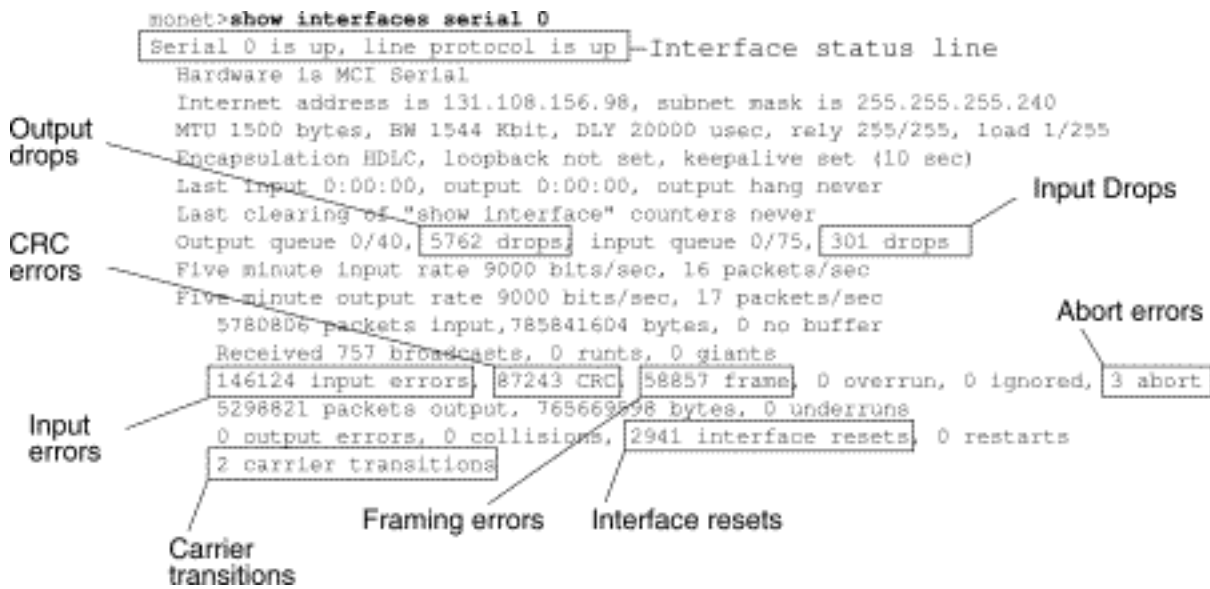 monet>show interfaces serial 0
Serial 0 is up, line protocol is up
Interface status line
Hardware is MCI Serial
Internet address is 131.108.156.98, subnet mask is 255.255.255.240
MTU 1500 bytes, BW 1544 Kbit, DLY 20000 usec, rely 255/255, load 1/255
Encapsulation HDLC, loopback not set, keepalive set (10 sec)
Last input 0:00:00, output 0:00:00, output hang never
Last clearing of "show interface" counters never
Output queue 0/40, 5762 drops, input queue 0/75, 301 drops
Five minute input rate 9000 bits/sec, 16 packets/sec
Five minute output rate 9000 bits/sec, 17 packets/sec
5780806 packets input,785841604 bytes, 0 no buffer
Received 757 broadcasts, 0 runts, 0 giants
146124 input errors, 87243 CRC, 58857 frame, 0 overrun, 0 ignored, 3 abort
5298821 packets output, 765669598 bytes, 0 underruns
0 output errors, 0 collisions, 2941 interface resets, 0 restarts
2 carrier transitions
Output
drops
Input Drops
CRC
errors
Abort errors
Input
errors
Framing errors
Interface resets
Carrier
transitions